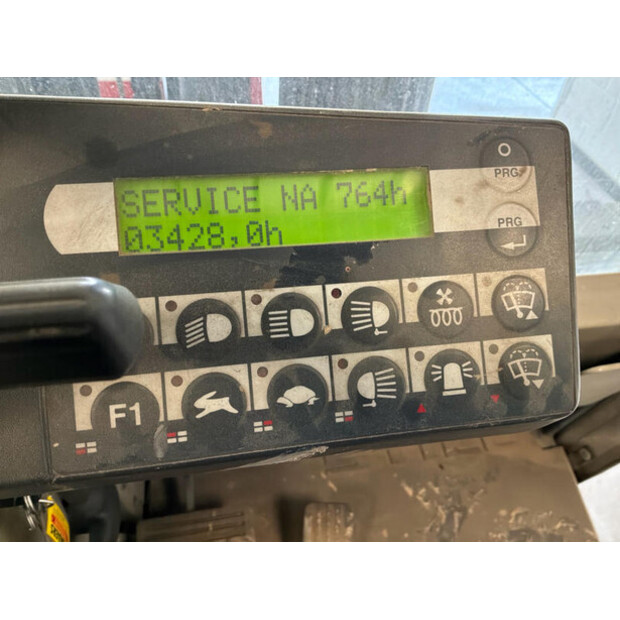 SERVICE NA 764h
03428,0h
PRG
PRG
F1